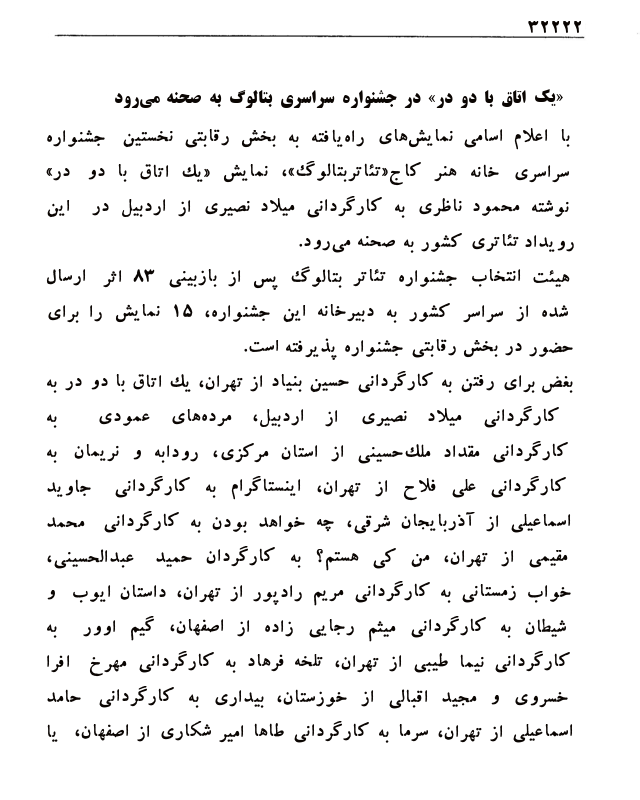 ۳۲۲۲۲
«یک اتاق با دو در» در جشنواره سراسری بتالوگ به صحنه می‌رود
با اعلام اسامی نمایش‌های راه‌یافته به بخش رقابتی نخستین جشنواره
سراسری خانه هنر کاج«تئاتربتالوگ»، نمایش «یک اتاق با دو در»
نوشته محمود ناظری به کارگردانی میلاد نصیری از اردبیل در این
رویداد تئاتری کشور به صحنه می‌رود.
هیئت انتخاب جشنواره تئاتر بتالوگ پس از بازبینی ۸۳ اثر ارسال
شده از سراسر کشور به دبیرخانه این جشنواره، ۱۵ نمایش را برای
حضور در بخش رقابتی جشنواره پذیرفته است.
بغض برای رفتن به کارگردانی حسین بنیاد از تهران، یک اتاق با دو در به
کارگردانی میلاد نصیری از اردبیل، مرده‌های عمودی به
کارگردانی مقداد ملک‌حسینی از استان مرکزی، رودابه و نریمان به
کارگردانی علی فلاح از تهران، اینستاگرام به کارگردانی جاوید
اسماعیلی از آذربایجان شرقی، چه خواهد بودن به کارگردانی محمد
مقیمی از تهران، من کی هستم؟ به کارگردان حمید عبدالحسینی،
خواب زمستانی به کارگردانی مریم رادپور از تهران، داستان ایوب و
شیطان به کارگردانی میثم رجایی زاده از اصفهان، گیم اوور به
کارگردانی نیما طیبی از تهران، تلخه فرهاد به کارگردانی مهرخ افرا
خسروی و مجید اقبالی از خوزستان، بیداری به کارگردانی حامد
اسماعیلی از تهران، سرما به کارگردانی طاها امیر شکاری از اصفهان، یا